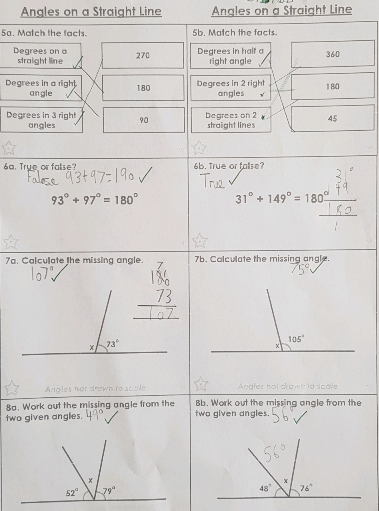 Angles on a Straight Line
Angles on a Straight Line
5a. Match the facts.
Degrees on a straight line
270
Degrees in a right angle
180
Degrees in 3 right angles
90
5b. Match the facts.
Degrees in half a right angle
360
Degrees in 2 right angles
180
Degrees on 2 straight lines
45
6a. True or false?
False 93+97=190
93° + 97° = 180°
6b. True or false?
True
31° + 149° = 180°
180
7a. Calculate the missing angle.
107°
73
107
x 73°
Angles not drawn to scale
7b. Calculate the missing angle.
75°
x 105°
Angles not drawn to scale
8a. Work out the missing angle from the
two given angles. 49°
52° x 79°
8b. Work out the missing angle from the
two given angles. 56°
56°
48° x 76°